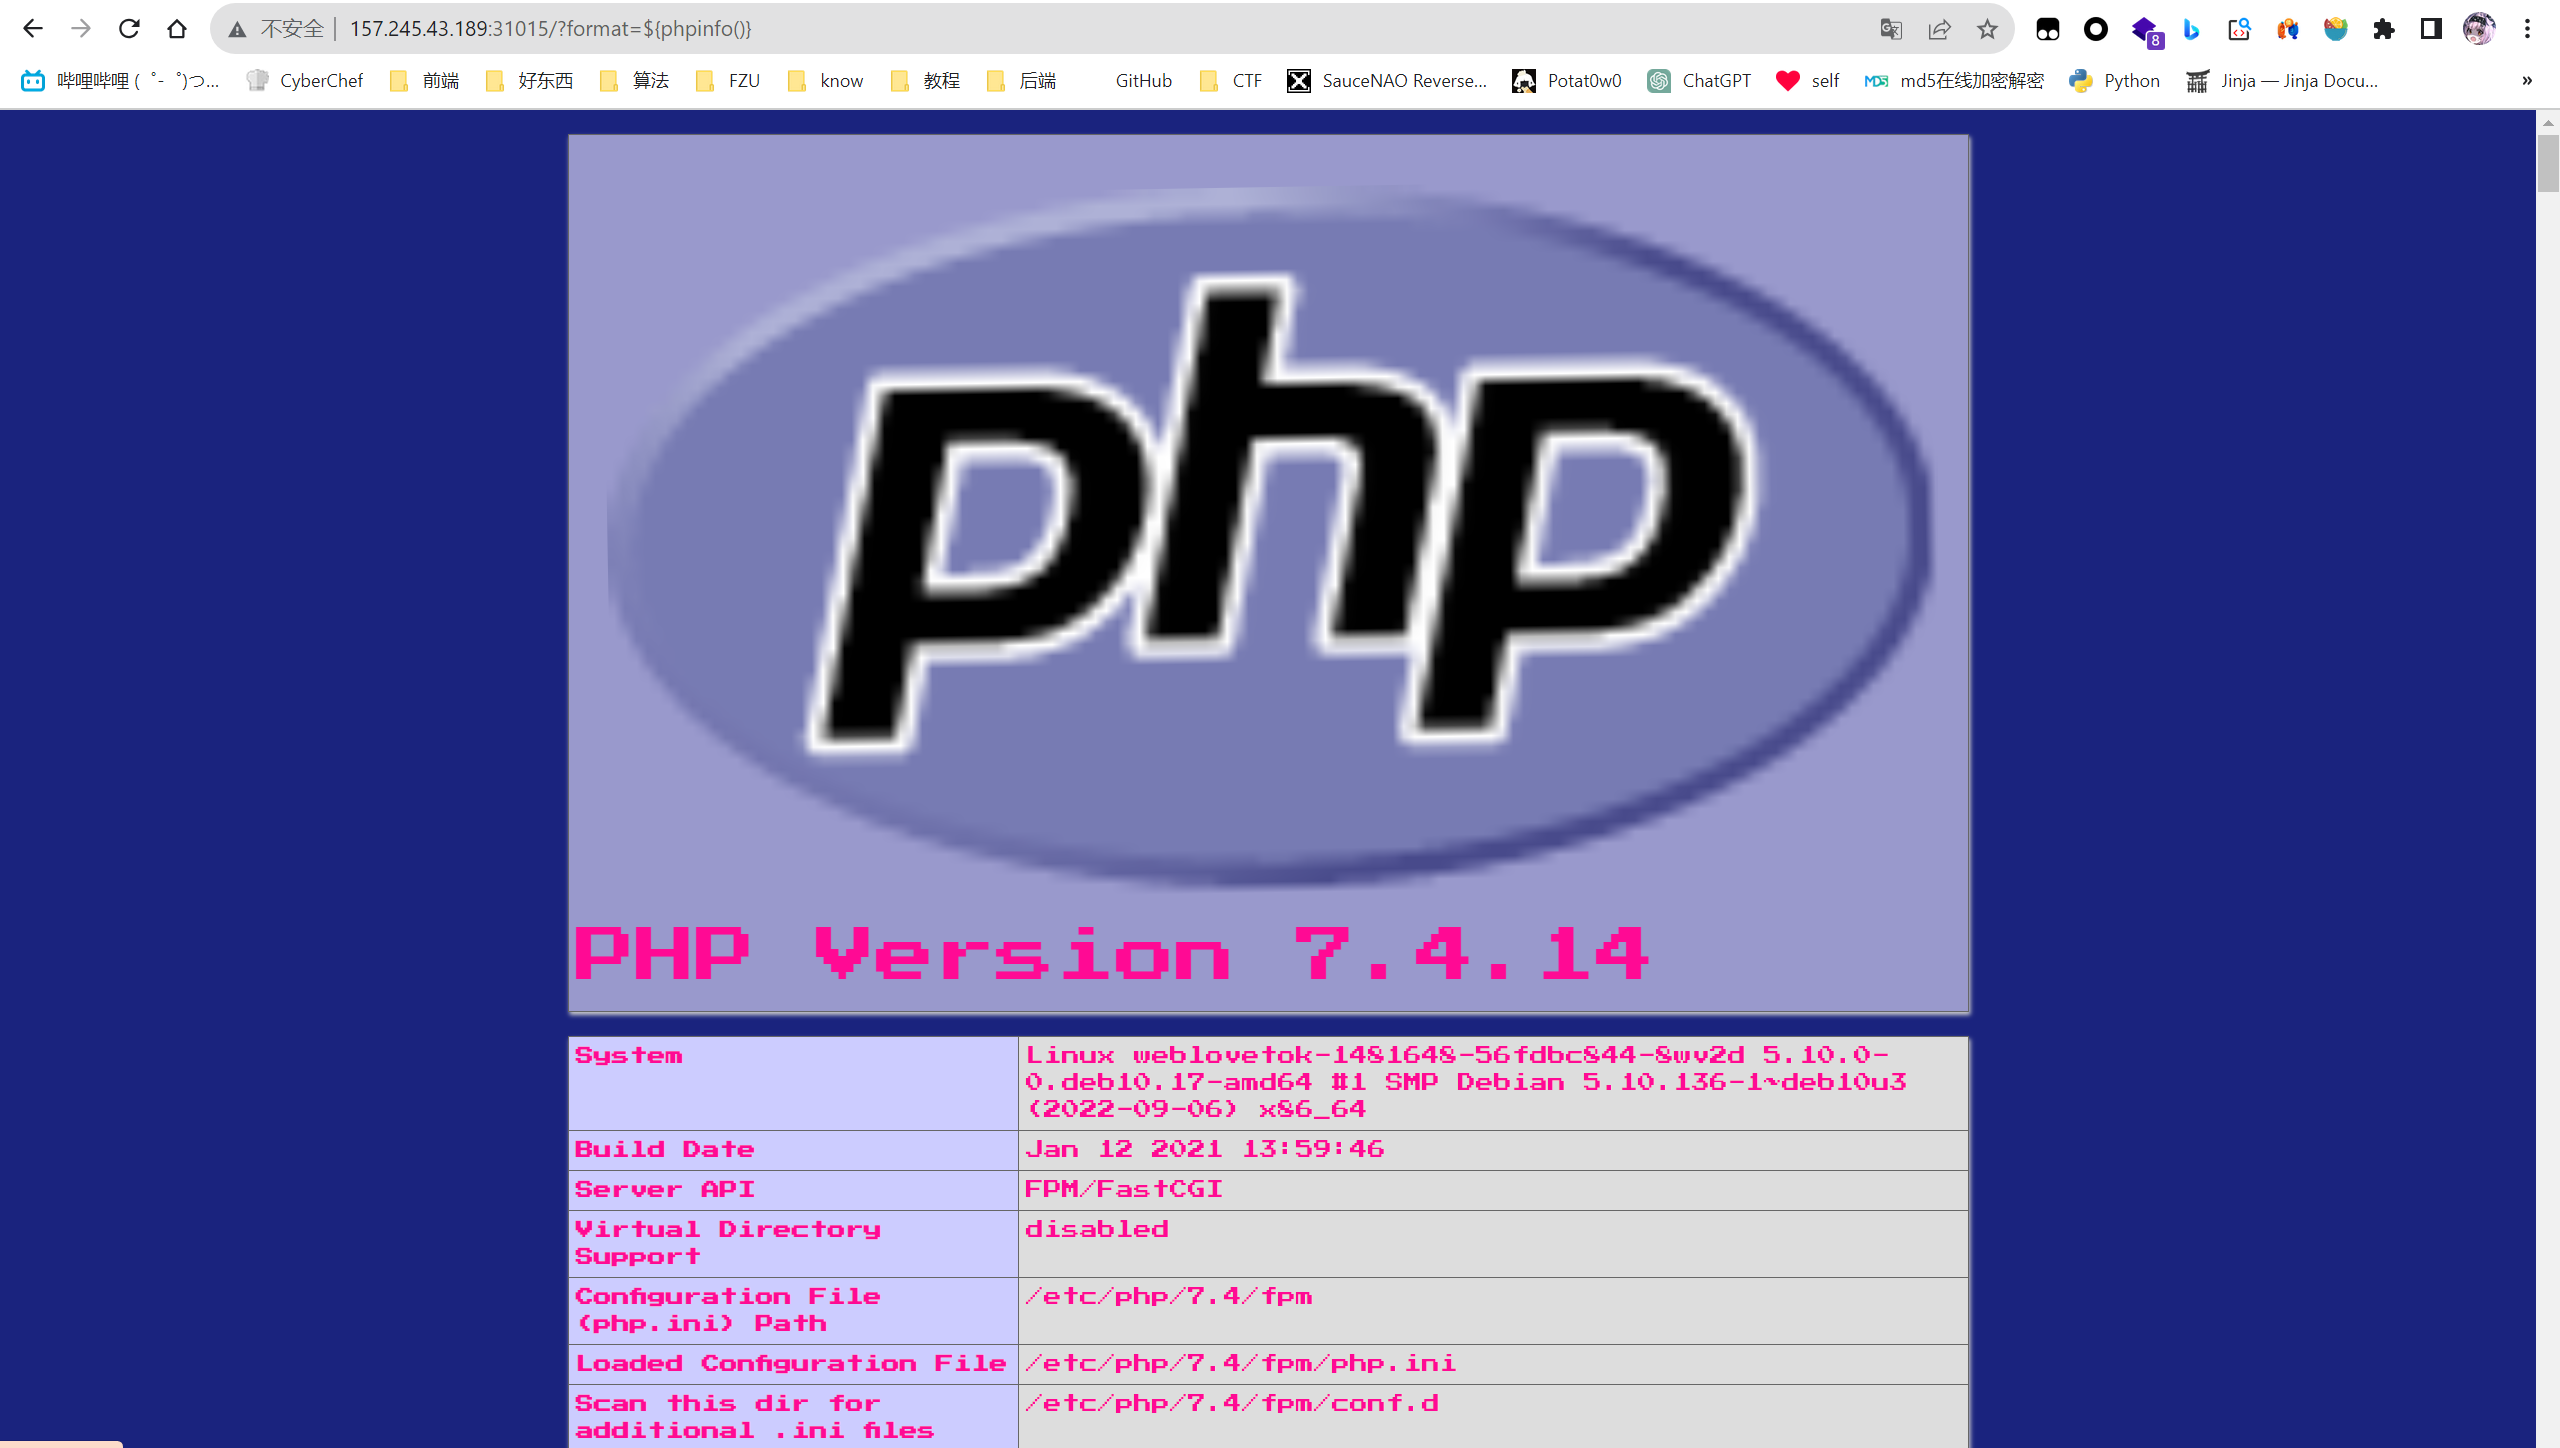 不安全 | 157.245.43.189:31015/?format=${phpinfo()}
8
哔哩哔哩 ( ゜- ゜)つ... CyberChef 前端 好东西 算法 FZU know 教程 后端 GitHub CTF SauceNAO Reverse... Potat0w0 ChatGPT self MD5 md5在线加密解密 Python Jinja — Jinja Docu... »
php
PHP Version 7.4.14
System Linux weblovetok-1481648-56fdbc844-8wv2d 5.10.0-
0.deb10.17-amd64 #1 SMP Debian 5.10.136-1~deb10u3
(2022-09-06) x86_64
Build Date Jan 12 2021 13:59:46
Server API FPM/FastCGI
Virtual Directory disabled
Support
Configuration File /etc/php/7.4/fpm
(php.ini) Path
Loaded Configuration File /etc/php/7.4/fpm/php.ini
Scan this dir for /etc/php/7.4/fpm/conf.d
additional .ini files